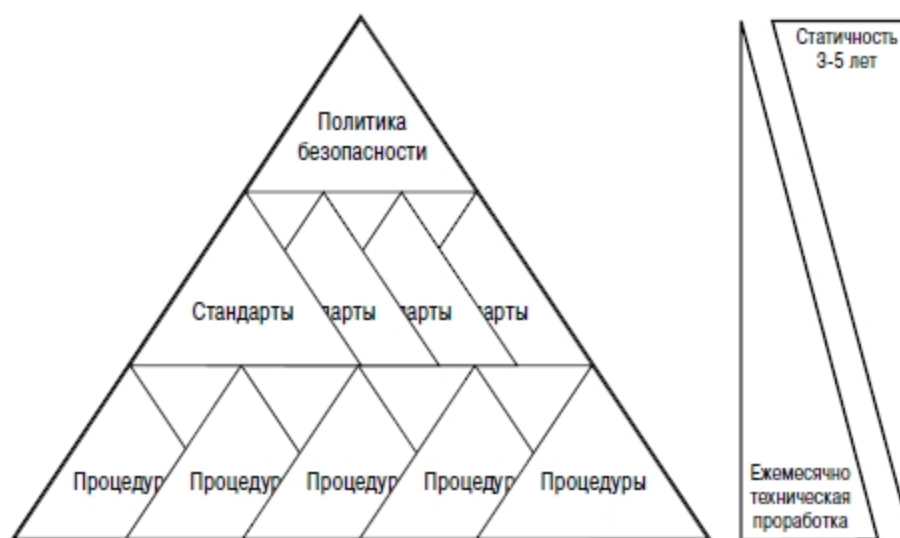 Политика
безопасности
Стандарты
дарты
арты
арты
Процедур
Процедур
Процедур
Процедур
Процедуры
Статичность
3-5 лет
Ежемесячно
техническая
проработка